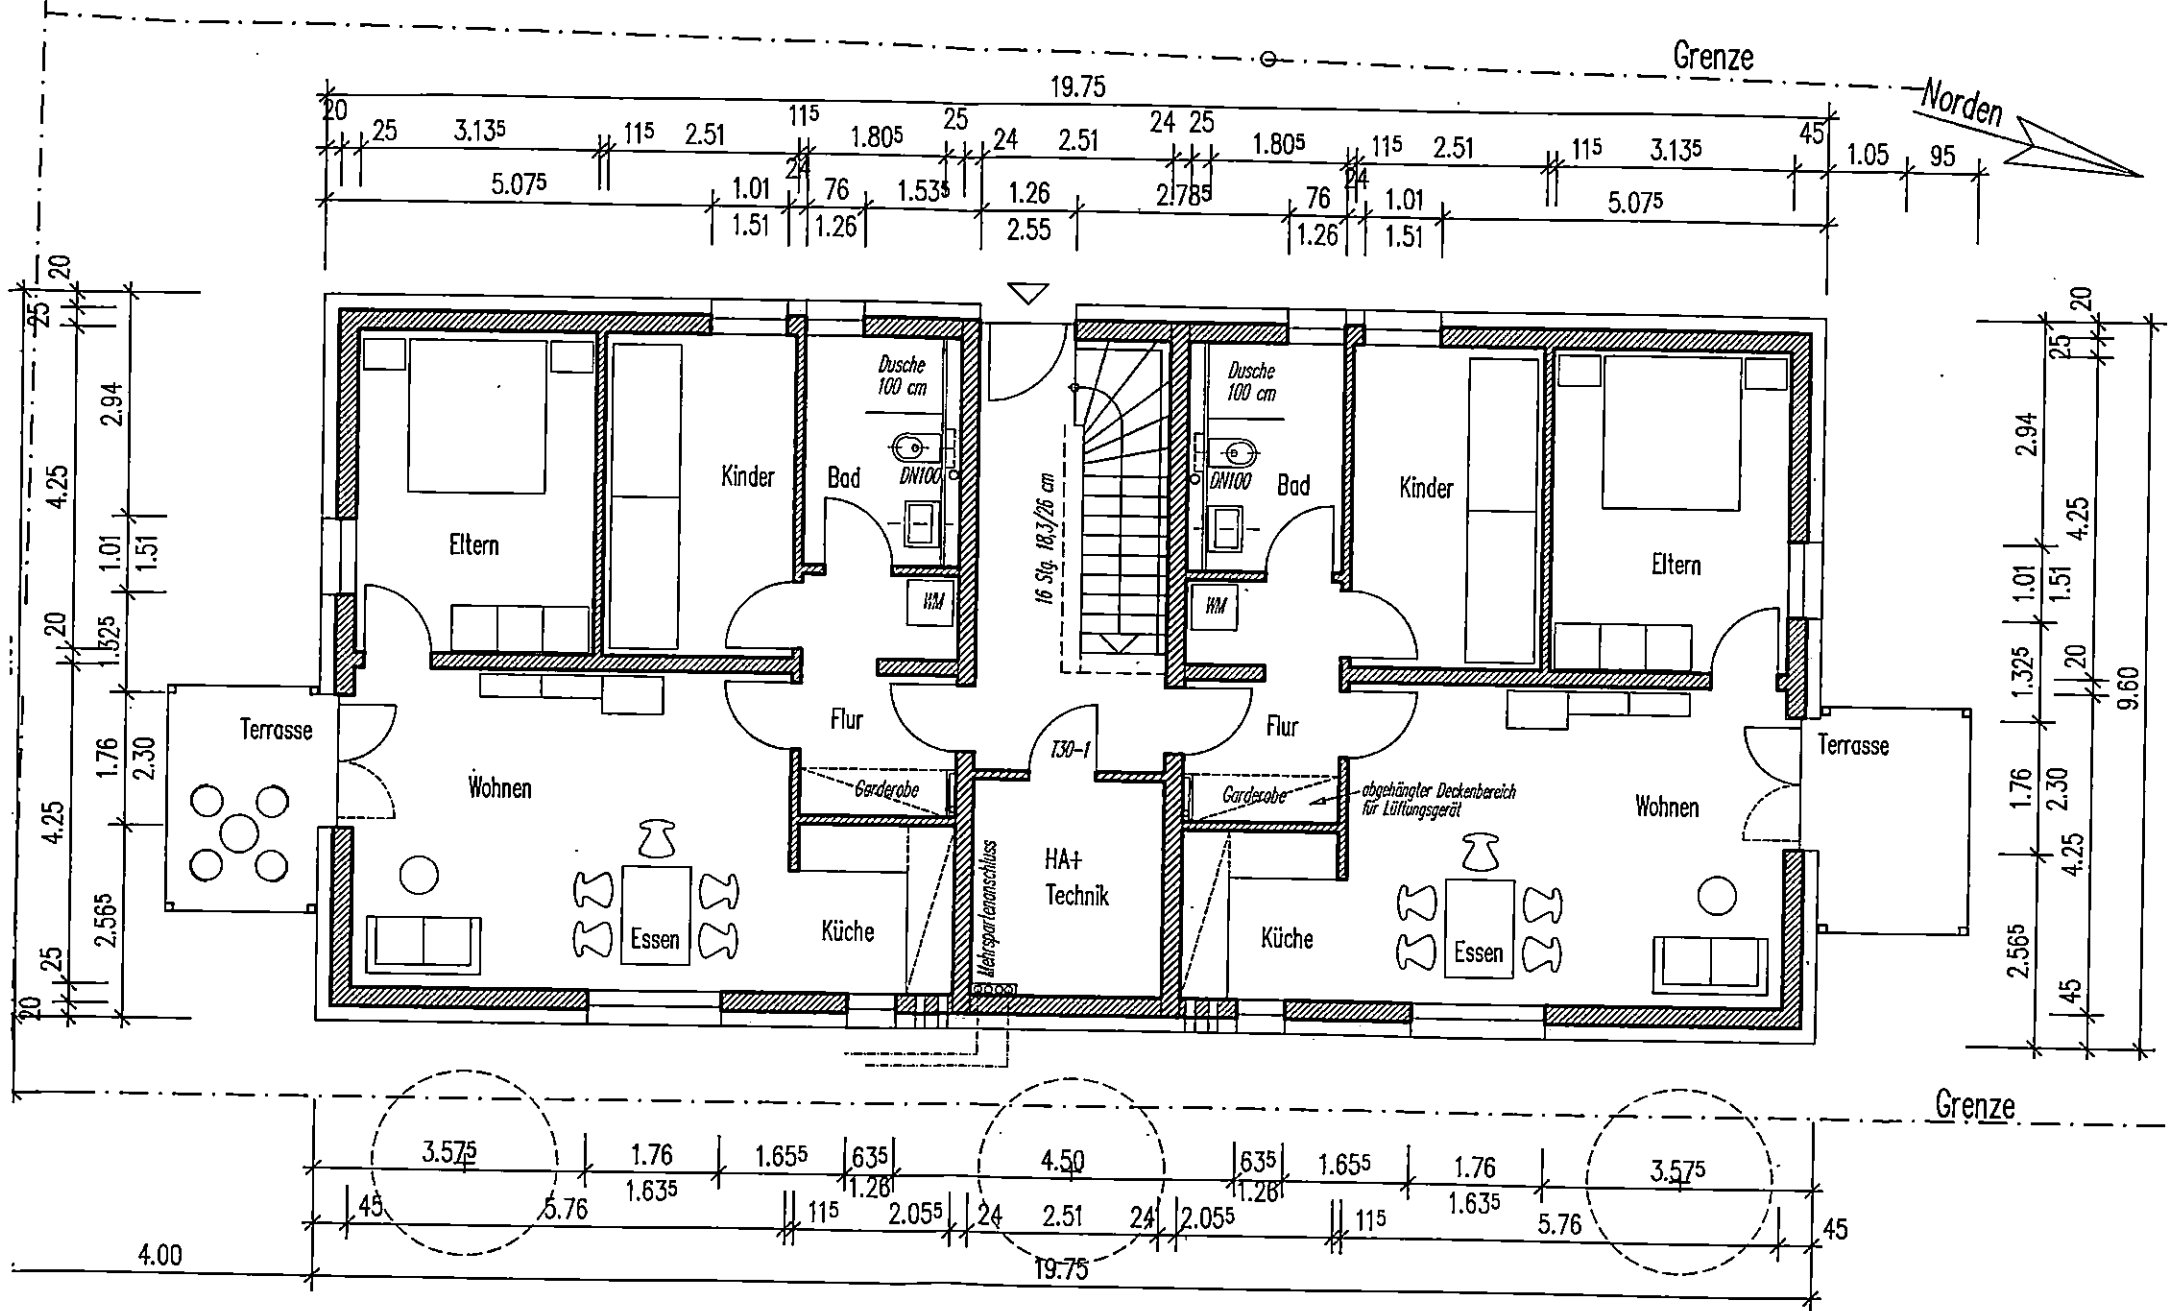 Grenze
Norden
19.75
20
25
3.13⁵
11⁵
2.51
11⁵
1.80⁵
25
24
2.51
24
25
1.80⁵
11⁵
2.51
11⁵
3.13⁵
45
1.05
95
5.07⁵
1.01
24
76
1.53⁵
1.26
2.78⁵
76
24
1.01
5.07⁵
1.51
1.26
2.55
1.26
1.51
20
25
2.94
4.25
1.01
1.51
20
1.32⁵
1.76
2.30
4.25
2.56⁵
25
20
Dusche
100 cm
DN100
Bad
Kinder
Eltern
WM
16 Stg. 18,3/26 cm
Dusche
100 cm
DN100
Bad
Kinder
Eltern
WM
Terrasse
Wohnen
Flur
Garderobe
T30-1
Flur
Garderobe
abgehängter Deckenbereich
für Lüftungsgerät
Wohnen
Terrasse
Essen
Küche
Mehrspartenanschluss
HA+
Technik
Küche
Essen
20
25
2.94
4.25
1.01
1.51
20
1.32⁵
9.60
1.76
2.30
4.25
2.56⁵
45
Grenze
3.57⁵
1.76
1.65⁵
63⁵
4.50
63⁵
1.65⁵
1.76
3.57⁵
1.63⁵
1.26
1.26
1.63⁵
45
5.76
11⁵
2.05⁵
24
2.51
24
2.05⁵
11⁵
5.76
45
4.00
19.75